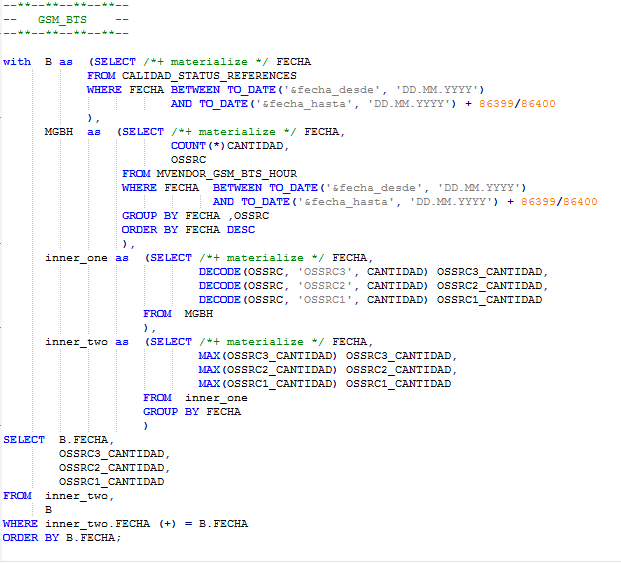 --**--**--**--**--
--   GSM_BTS    --
--**--**--**--**--
with  B as  (SELECT /*+ materialize */ FECHA
            FROM CALIDAD_STATUS_REFERENCES
            WHERE FECHA BETWEEN TO_DATE('&fecha_desde', 'DD.MM.YYYY')
                        AND TO_DATE('&fecha_hasta', 'DD.MM.YYYY') + 86399/86400
            ),
      MGBH  as  (SELECT /*+ materialize */ FECHA,
                        COUNT(*)CANTIDAD,
                        OSSRC
                 FROM MVENDOR_GSM_BTS_HOUR
                 WHERE FECHA  BETWEEN TO_DATE('&fecha_desde', 'DD.MM.YYYY')
                              AND TO_DATE('&fecha_hasta', 'DD.MM.YYYY') + 86399/86400
                 GROUP BY FECHA ,OSSRC
                 ORDER BY FECHA DESC
                 ),
      inner_one as  (SELECT /*+ materialize */ FECHA,
                            DECODE(OSSRC, 'OSSRC3', CANTIDAD) OSSRC3_CANTIDAD,
                            DECODE(OSSRC, 'OSSRC2', CANTIDAD) OSSRC2_CANTIDAD,
                            DECODE(OSSRC, 'OSSRC1', CANTIDAD) OSSRC1_CANTIDAD
                    FROM  MGBH
                    ),
      inner_two as  (SELECT /*+ materialize */ FECHA,
                            MAX(OSSRC3_CANTIDAD) OSSRC3_CANTIDAD,
                            MAX(OSSRC2_CANTIDAD) OSSRC2_CANTIDAD,
                            MAX(OSSRC1_CANTIDAD) OSSRC1_CANTIDAD
                    FROM  inner_one
                    GROUP BY FECHA
                    )
SELECT  B.FECHA,
        OSSRC3_CANTIDAD,
        OSSRC2_CANTIDAD,
        OSSRC1_CANTIDAD
FROM  inner_two,
      B
WHERE inner_two.FECHA (+) = B.FECHA
ORDER BY B.FECHA;